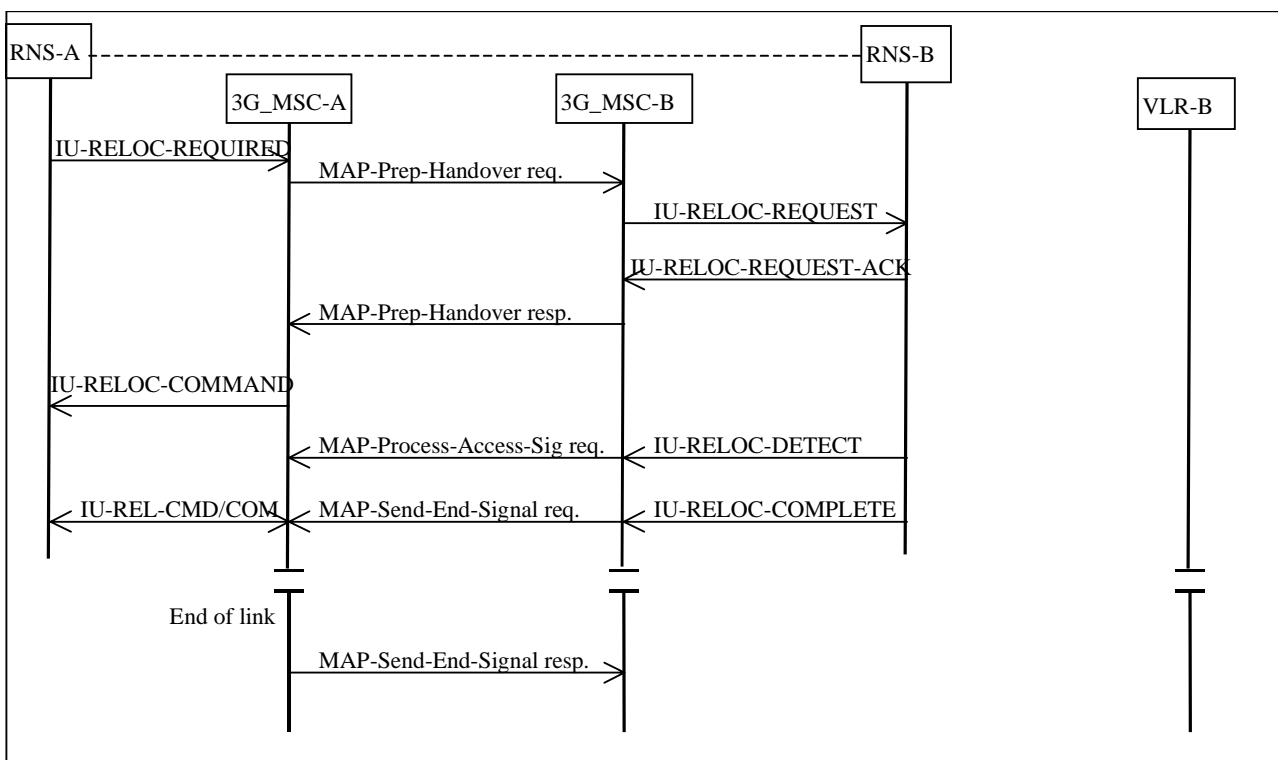 RNS-A
RNS-B
3G_MSC-A
3G_MSC-B
VLR-B
IU-RELOC-REQUIRED
MAP-Prep-Handover req.
IU-RELOC-REQUEST
IU-RELOC-REQUEST-ACK
MAP-Prep-Handover resp.
IU-RELOC-COMMAND
MAP-Process-Access-Sig req.
IU-RELOC-DETECT
IU-REL-CMD/COM
MAP-Send-End-Signal req.
IU-RELOC-COMPLETE
End of link
MAP-Send-End-Signal resp.